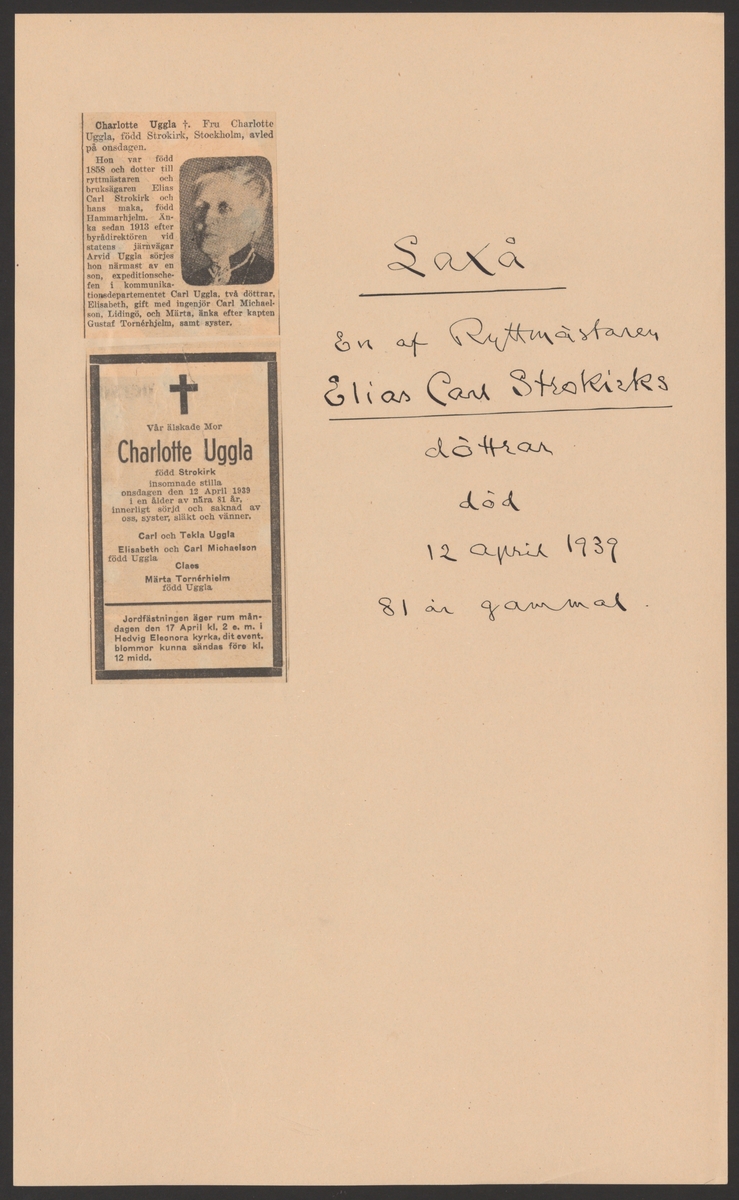 Charlotte Uggla †. Fru Charlotte
Uggla, född Strokirk, Stockholm, avled
på onsdagen.
Hon var född
1858 och dotter till
ryttmästaren och
bruksägaren Elias
Carl Strokirk och
hans maka, född
Hammarhjelm. Än-
ka sedan 1913 efter
byrådirektören vid
statens järnvägar
Arvid Uggla sörjes
hon närmast av en
son, expeditionsche-
fen i kommunika-
tionsdepartementet Carl Uggla, två döttrar,
Elisabeth, gift med ingenjör Carl Michael-
son, Lidingö, och Märta, änka efter kapten
Gustaf Tornérhjelm, samt syster.
Vår älskade Mor
Charlotte Uggla
född Strokirk
insomnade stilla
onsdagen den 12 April 1939
i en ålder av nära 81 år,
innerligt sörjd och saknad av
oss, syster, släkt och vänner.
Carl och Tekla Uggla
Elisabeth och Carl Michaelson
född Uggla
Claes
Märta Tornérhielm
född Uggla
Jordfästningen äger rum mån-
dagen den 17 April kl. 2 e. m. i
Hedvig Eleonora kyrka, dit event.
blommor kunna sändas före kl.
12 midd.
Laxå
En af Ryttmästaren
Elias Carl Strokirks
döttrar
död
12 april 1939
81 år gammal.